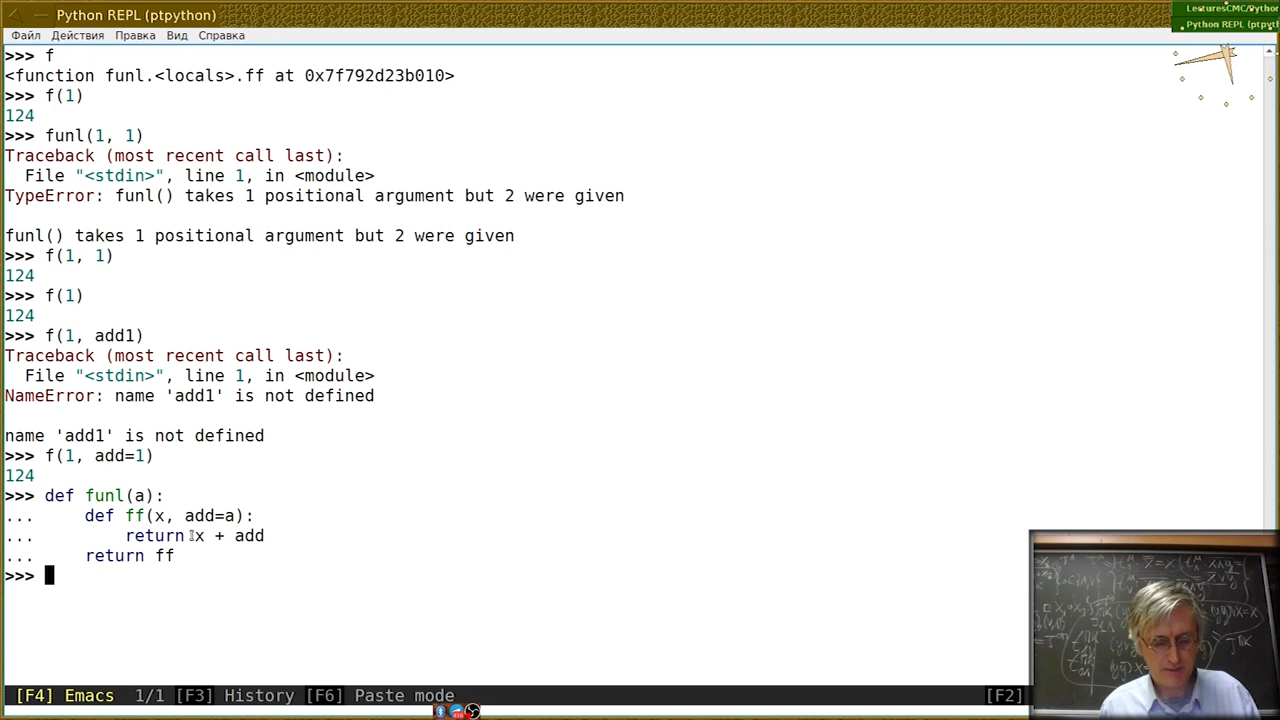 Python REPL (ptpython)
LecturesCMC/Python
Python REPL (ptpyth
Файл Действия Правка Вид Справка
>>> f
<function funl.<locals>.ff at 0x7f792d23b010>
>>> f(1)
124
>>> funl(1, 1)
Traceback (most recent call last):
  File "<stdin>", line 1, in <module>
TypeError: funl() takes 1 positional argument but 2 were given
funl() takes 1 positional argument but 2 were given
>>> f(1, 1)
124
>>> f(1)
124
>>> f(1, add1)
Traceback (most recent call last):
  File "<stdin>", line 1, in <module>
NameError: name 'add1' is not defined
name 'add1' is not defined
>>> f(1, add=1)
124
>>> def funl(a):
...     def ff(x, add=a):
...         return x + add
...     return ff
>>>
[F4] Emacs 1/1 [F3] History [F6] Paste mode [F2]